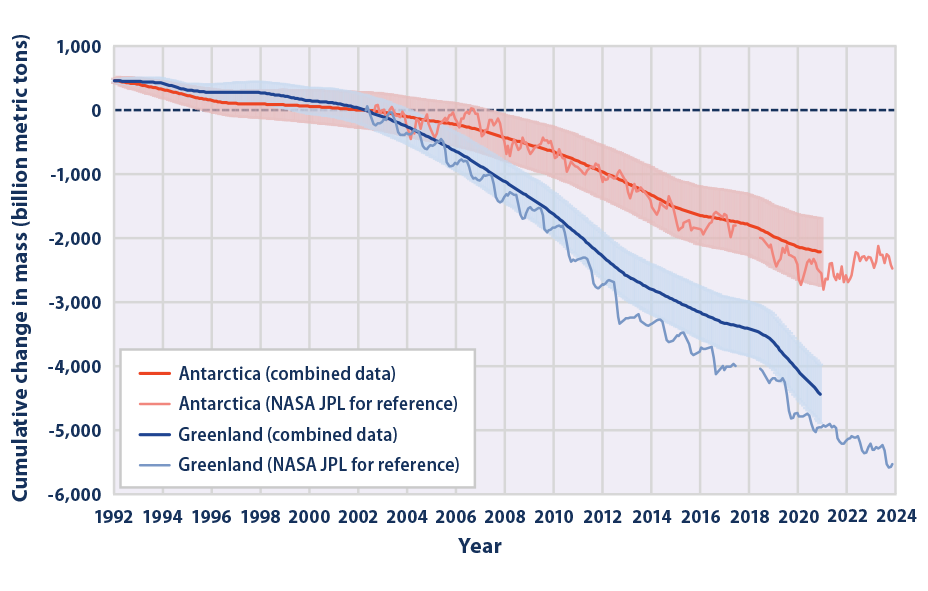 Cumulative change in mass (billion metric tons)
1,000
0
-1,000
-2,000
-3,000
-4,000
-5,000
-6,000
Antarctica (combined data)
Antarctica (NASA JPL for reference)
Greenland (combined data)
Greenland (NASA JPL for reference)
1992 1994 1996 1998 2000 2002 2004 2006 2008 2010 2012 2014 2016 2018 2020 2022 2024
Year